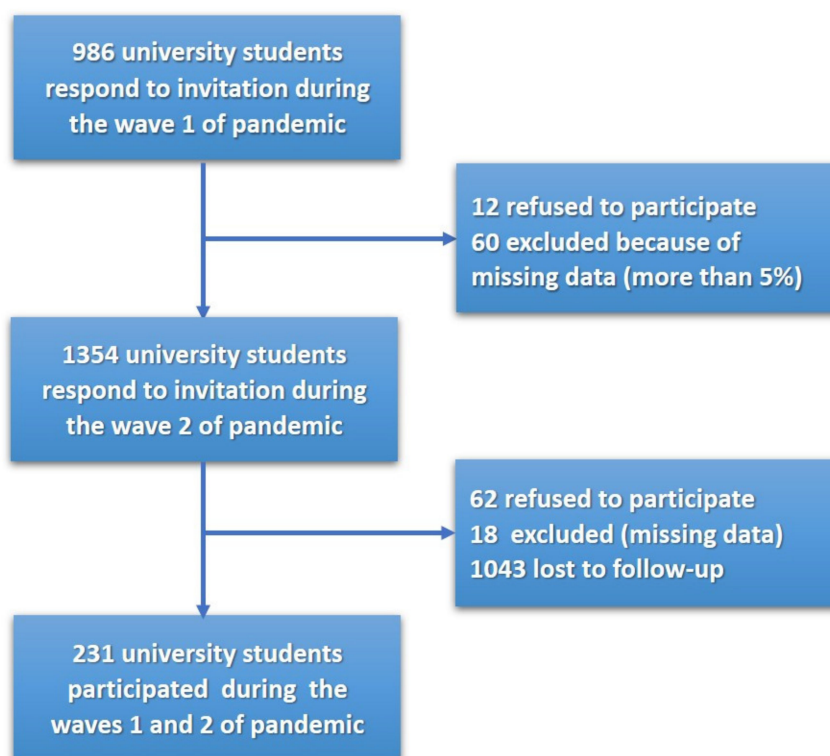 986 university students
respond to invitation during
the wave 1 of pandemic
12 refused to participate
60 excluded because of
missing data (more than 5%)
1354 university students
respond to invitation during
the wave 2 of pandemic
62 refused to participate
18 excluded (missing data)
1043 lost to follow-up
231 university students
participated during the
waves 1 and 2 of pandemic